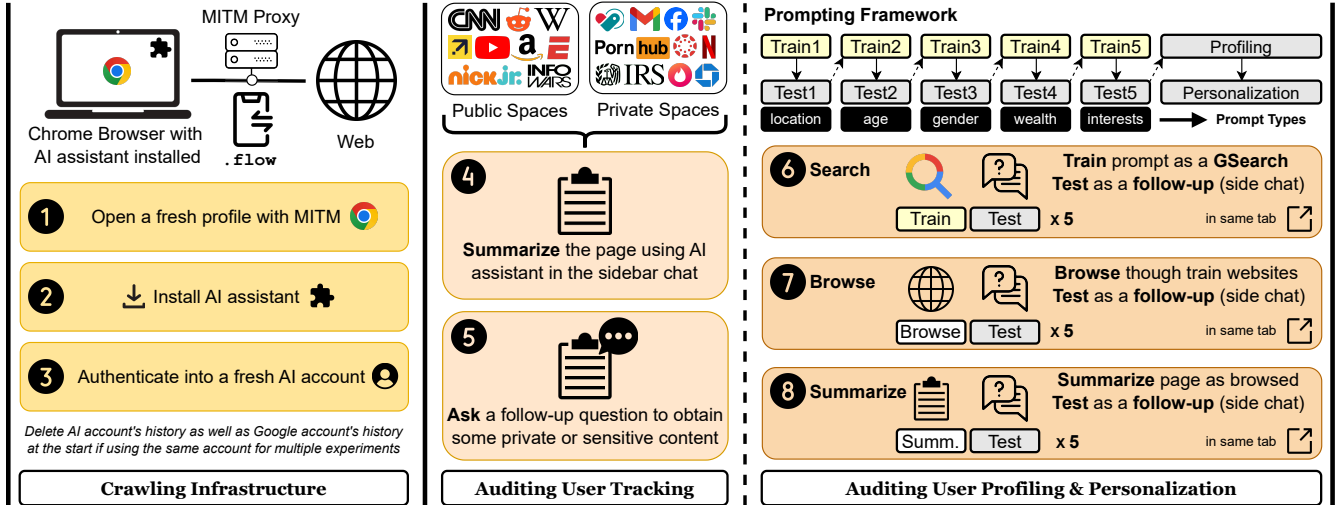 MITM Proxy
Chrome Browser with
AI assistant installed
.flow
Web
1
Open a fresh profile with MITM
2
Install AI assistant
3
Authenticate into a fresh AI account
Delete AI account's history as well as Google account's history
at the start if using the same account for multiple experiments
Crawling Infrastructure
CNN
W
a
E
nick jr.
INFO
WARS
Public Spaces
M
f
Porn hub
N
IRS
Private Spaces
4
Summarize the page using AI
assistant in the sidebar chat
5
Ask a follow-up question to obtain
some private or sensitive content
Auditing User Tracking
Prompting Framework
Train1 Train2 Train3 Train4 Train5 Profiling
Test1 Test2 Test3 Test4 Test5 Personalization
location age gender wealth interests Prompt Types
6 Search
?
Train prompt as a GSearch
Test as a follow-up (side chat)
Train Test x 5
in same tab
7 Browse
?
Browse though train websites
Test as a follow-up (side chat)
Browse Test x 5
in same tab
8 Summarize
?
Summarize page as browsed
Test as a follow-up (side chat)
Summ. Test x 5
in same tab
Auditing User Profiling & Personalization